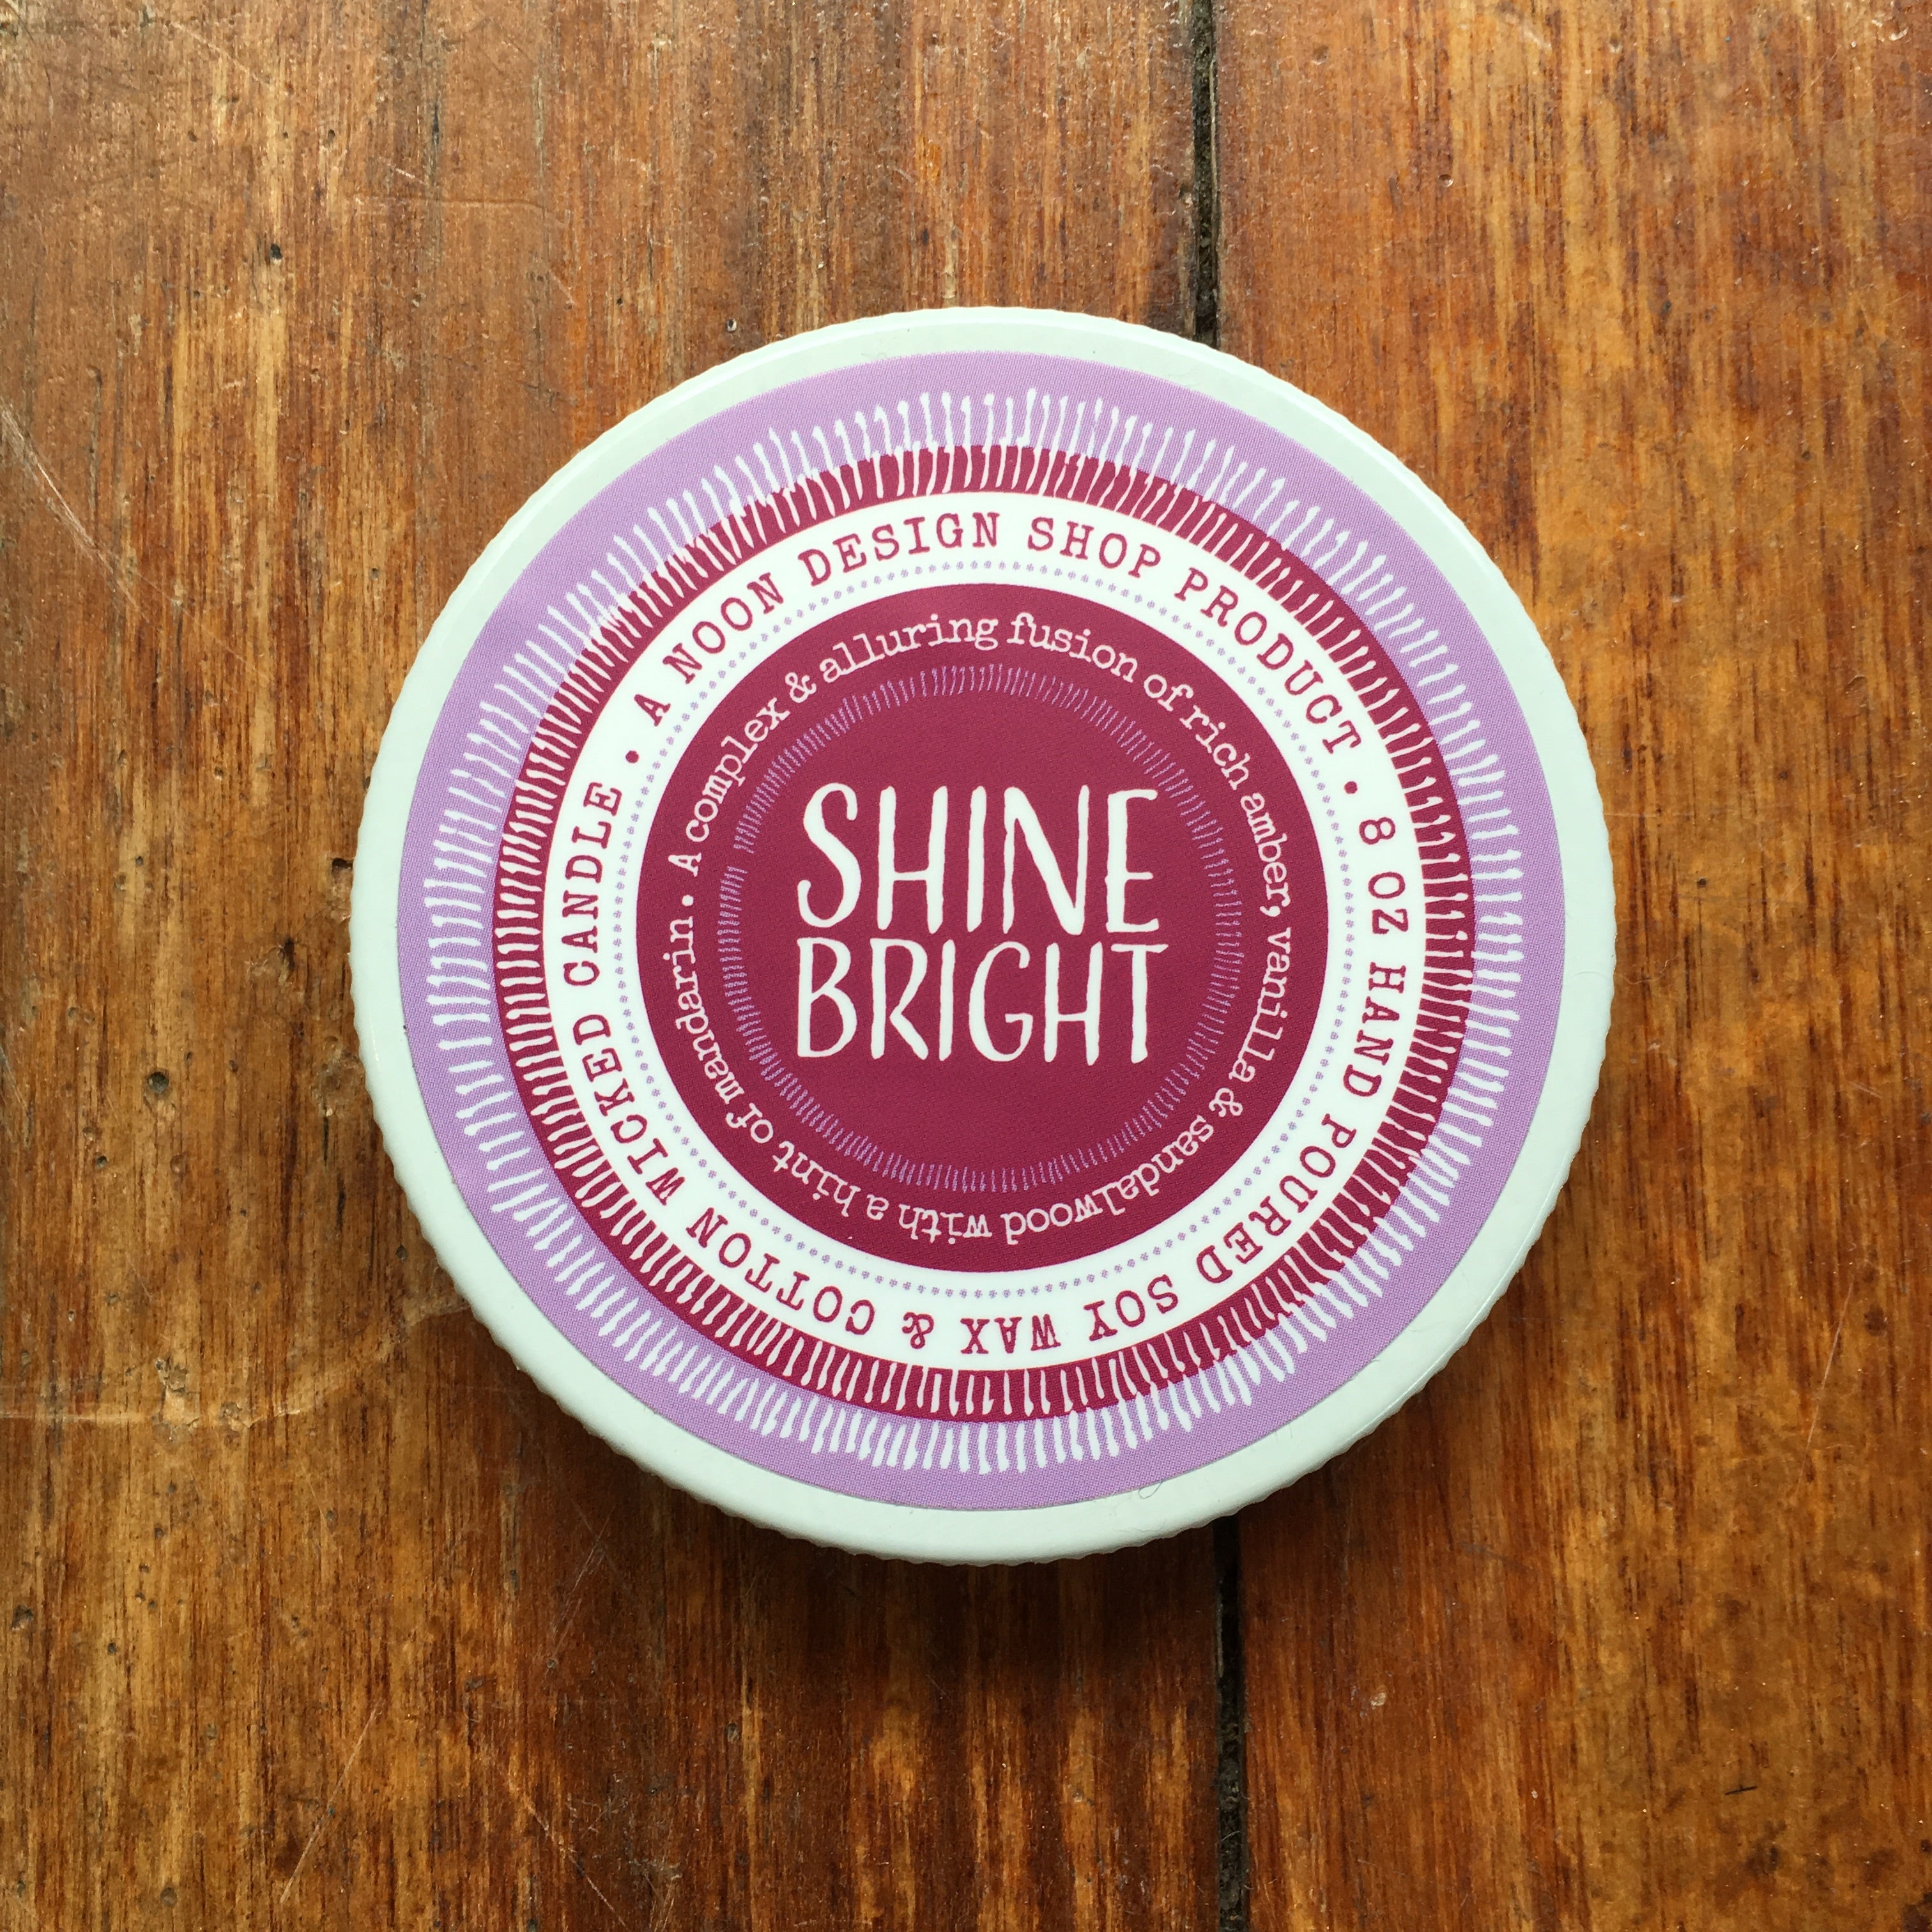 A NOON DESIGN SHOP PRODUCT • 8 OZ HAND POURED SOY WAX & COTTON WICKED CANDLE •
A complex & alluring fusion of rich amber, vanilla & sandalwood with a hint of mandarin •
SHINE
BRIGHT